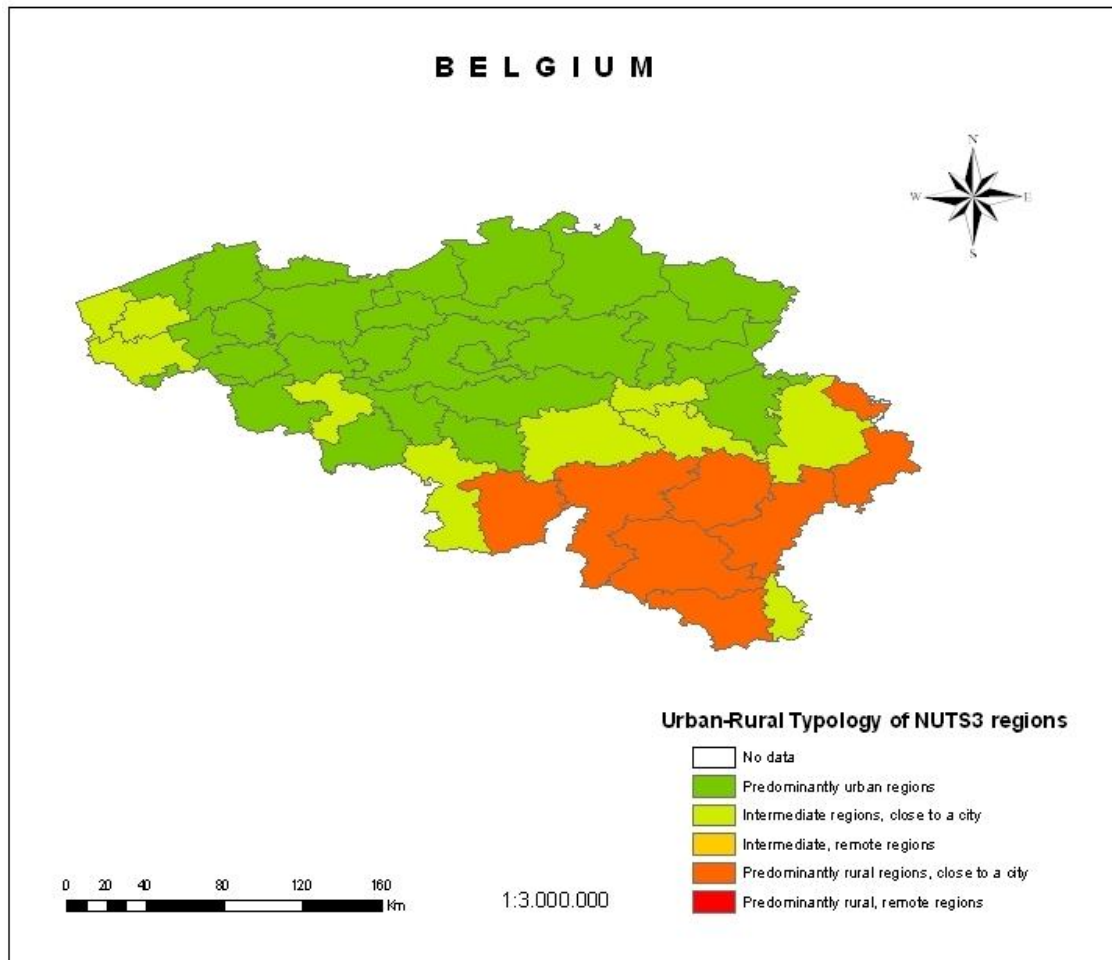 B E L G I U M
N
W E
S
Urban-Rural Typology of NUTS3 regions
No data
Predominantly urban regions
Intermediate regions, close to a city
Intermediate, remote regions
Predominantly rural regions, close to a city
Predominantly rural, remote regions
0 20 40 80 120 160
Km
1:3.000.000